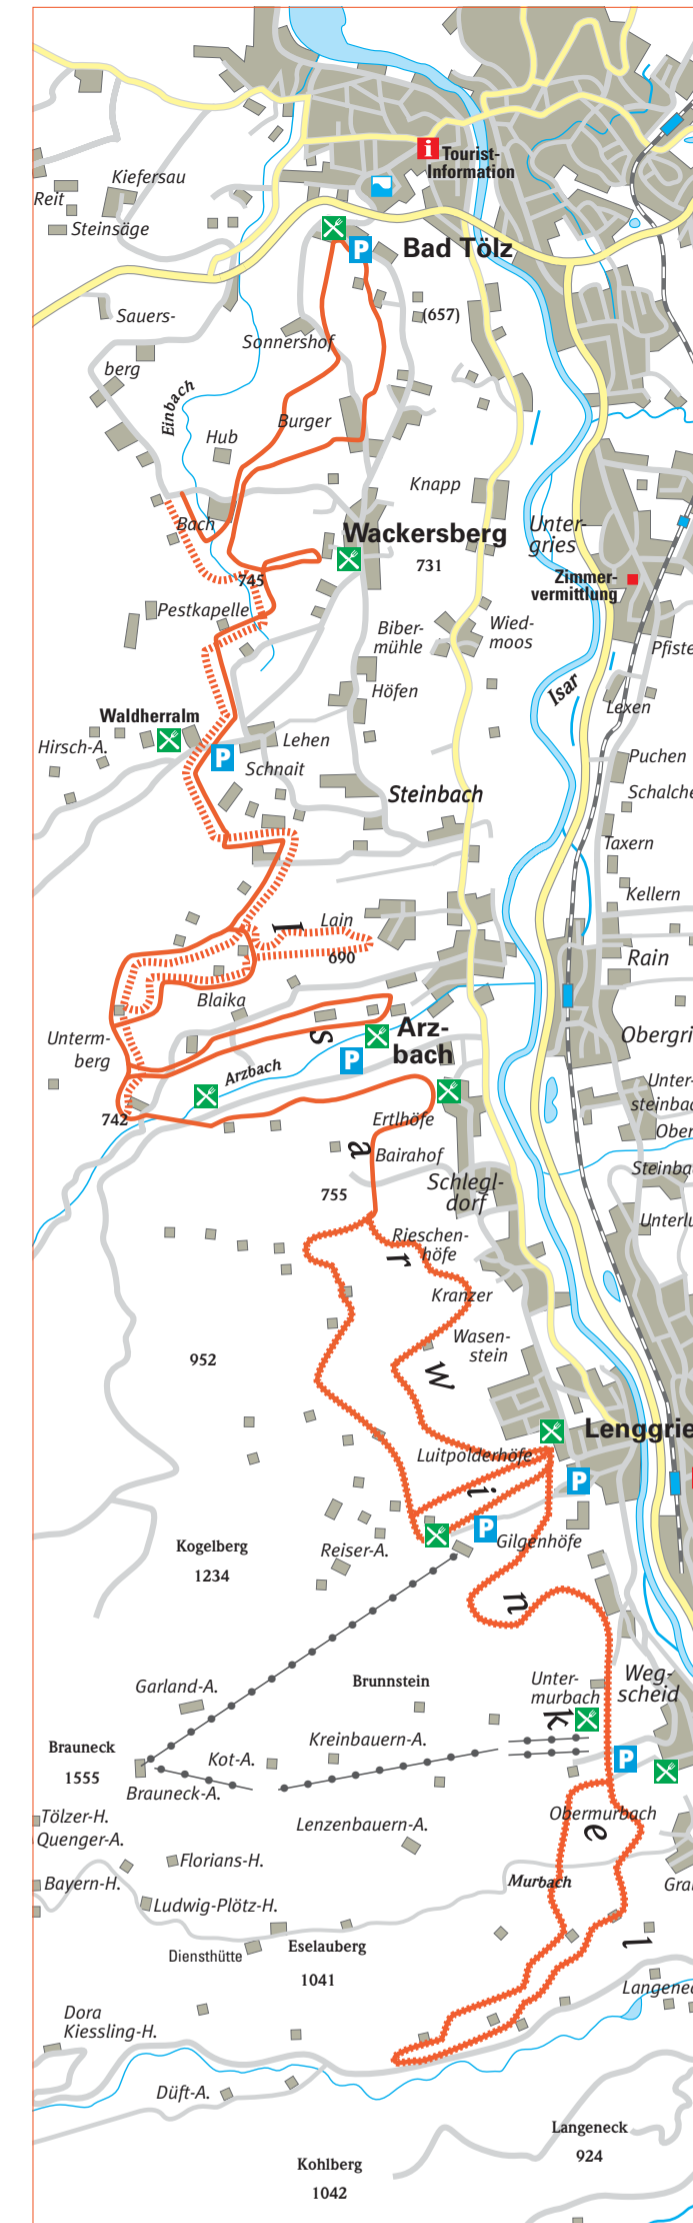 i Tourist-
Information
Kiefersau
Reit
Steinsäge
P
Bad Tölz
(657)
Sauers-
berg
Sonnershof
Einbach
Burger
Hub
Knapp
Bach
Wackersberg
731
Unter-
gries
745
Zimmer-
vermittlung
Pestkapelle
Biber-
mühle
Wied-
moos
Pfiste
Höfen
Isar
Lexen
Waldherralm
Hirsch-A.
P
Lehen
Schnait
Puchen
Steinbach
Schalche
Taxern
Kellern
Lain
690
Rain
Blaika
Unterm-
berg
Arz-
bach
P
Arzbach
Obergri
742
Unter-
steinbac
Ober
Ertlhöfe
Bairahof
755
Schlegl-
dorf
Steinba
Unterlu
Rieschen-
höfe
Kranzer
952
Wasen-
stein
Lenggrie
Luitpolderhöfe
P
P
Gilgenhöfe
Kogelberg
1234
Reiser-A.
Garland-A.
Brunnstein
Unter-
murbach
Weg-
scheid
Brauneck
1555
Kot-A.
Kreinbauern-A.
P
Brauneck-A.
Tölzer-H.
Quenger-A.
Lenzenbauern-A.
Obermurbach
Florians-H.
Bayern-H.
Murbach
Gra
Ludwig-Plötz-H.
Diensthütte
Eselauberg
1041
Langenec
Dora
Kiessling-H.
Düft-A.
Langeneck
924
Kohlberg
1042
I s a r w i n k e l